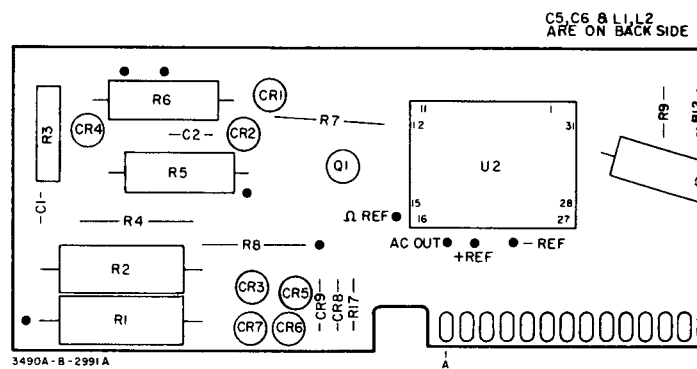 C5,C6 & L1,L2
ARE ON BACK SIDE
R6
CR1
R3
CR4
C2
CR2
R7
11
1
12
31
R9
R5
Q1
U2
C1
R4
Ω REF
15
28
16
27
R8
AC OUT
+REF
- REF
R2
CR3
CR5
CR9
CR8
R17
R1
CR7
CR6
1
A
3490A-B-2991A